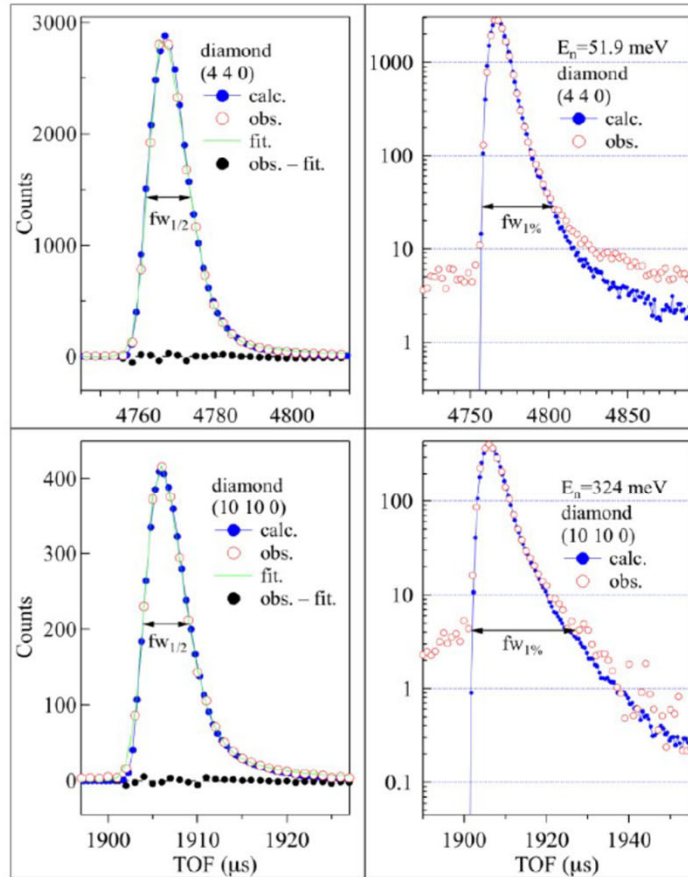 3000
2000
1000
0
Counts
diamond
(4 4 0)
calc.
obs.
fit.
obs. – fit.
fw1/2
4760
4780
4800
1000
100
10
1
En=51.9 meV
diamond
(4 4 0)
calc.
obs.
fw1%
4750
4800
4850
400
300
200
100
0
Counts
diamond
(10 10 0)
calc.
obs.
fit.
obs. – fit.
fw1/2
1900
1910
1920
TOF (μs)
100
10
1
0.1
En=324 meV
diamond
(10 10 0)
calc.
obs.
fw1%
1900
1920
1940
TOF (μs)